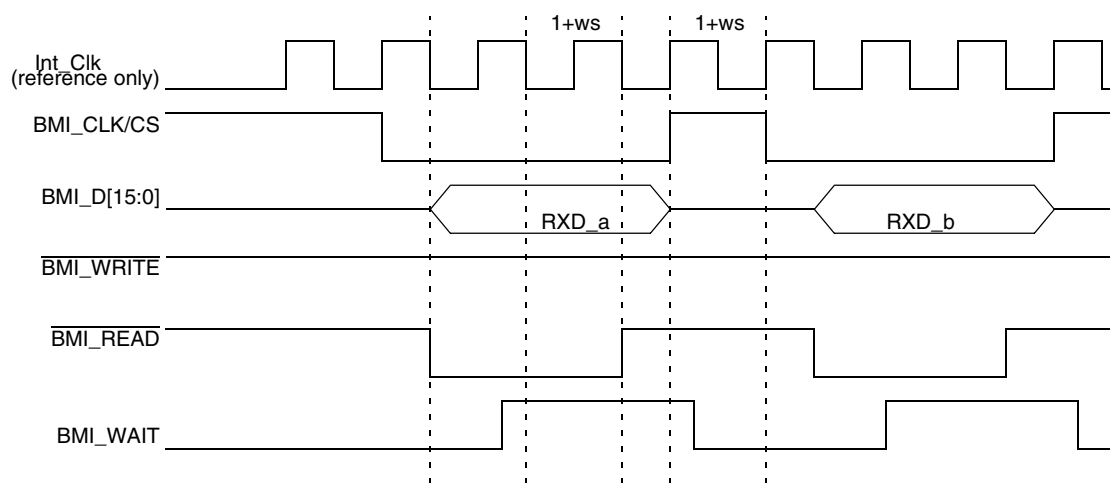 1+ws 1+ws
Int_Clk
(reference only)
BMI_CLK/CS
BMI_D[15:0]
RXD_a RXD_b
BMI_WRITE
BMI_READ
BMI_WAIT